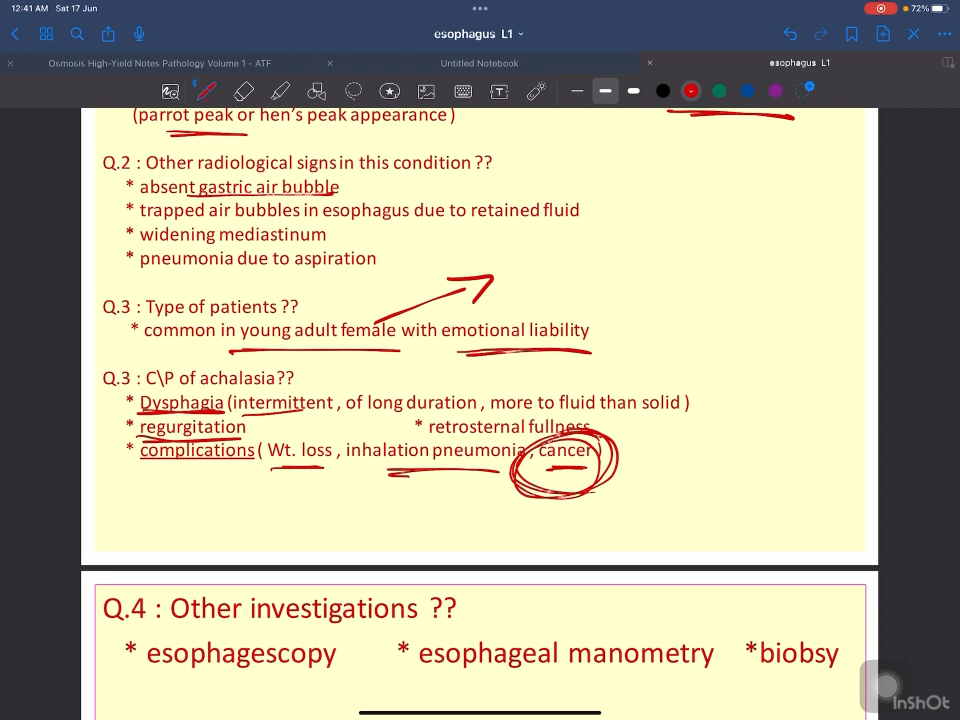 12:41 AM Sat 17 Jun
72%
esophagus L1
Osmosis High-Yield Notes Pathology Volume 1 - ATF
Untitled Notebook
esophagus L1
(parrot peak or hen's peak appearance )
Q.2 : Other radiological signs in this condition ??
* absent gastric air bubble
* trapped air bubbles in esophagus due to retained fluid
* widening mediastinum
* pneumonia due to aspiration
Q.3 : Type of patients ??
* common in young adult female with emotional liability
Q.3 : C\P of achalasia??
* Dysphagia (intermittent , of long duration , more to fluid than solid )
* regurgitation * retrosternal fullness
* complications ( Wt. loss , inhalation pneumonia , cancer )
Q.4 : Other investigations ??
* esophagescopy * esophageal manometry *biobsy
InShOt